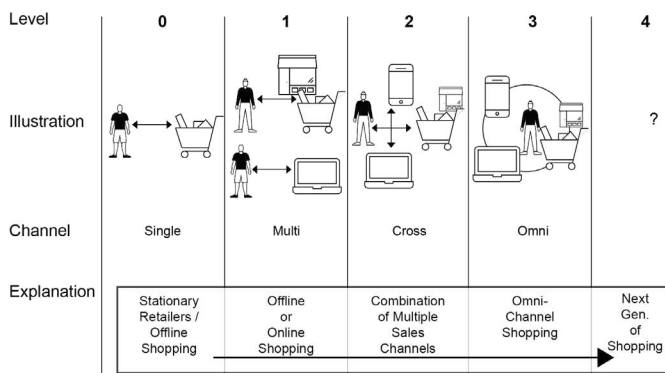 Level 0 1 2 3 4
Illustration ?
Channel Single Multi Cross Omni
Explanation
Stationary
Retailers /
Offline
Shopping
Offline
or
Online
Shopping
Combination
of Multiple
Sales
Channels
Omni-
Channel
Shopping
Next
Gen.
of
Shopping